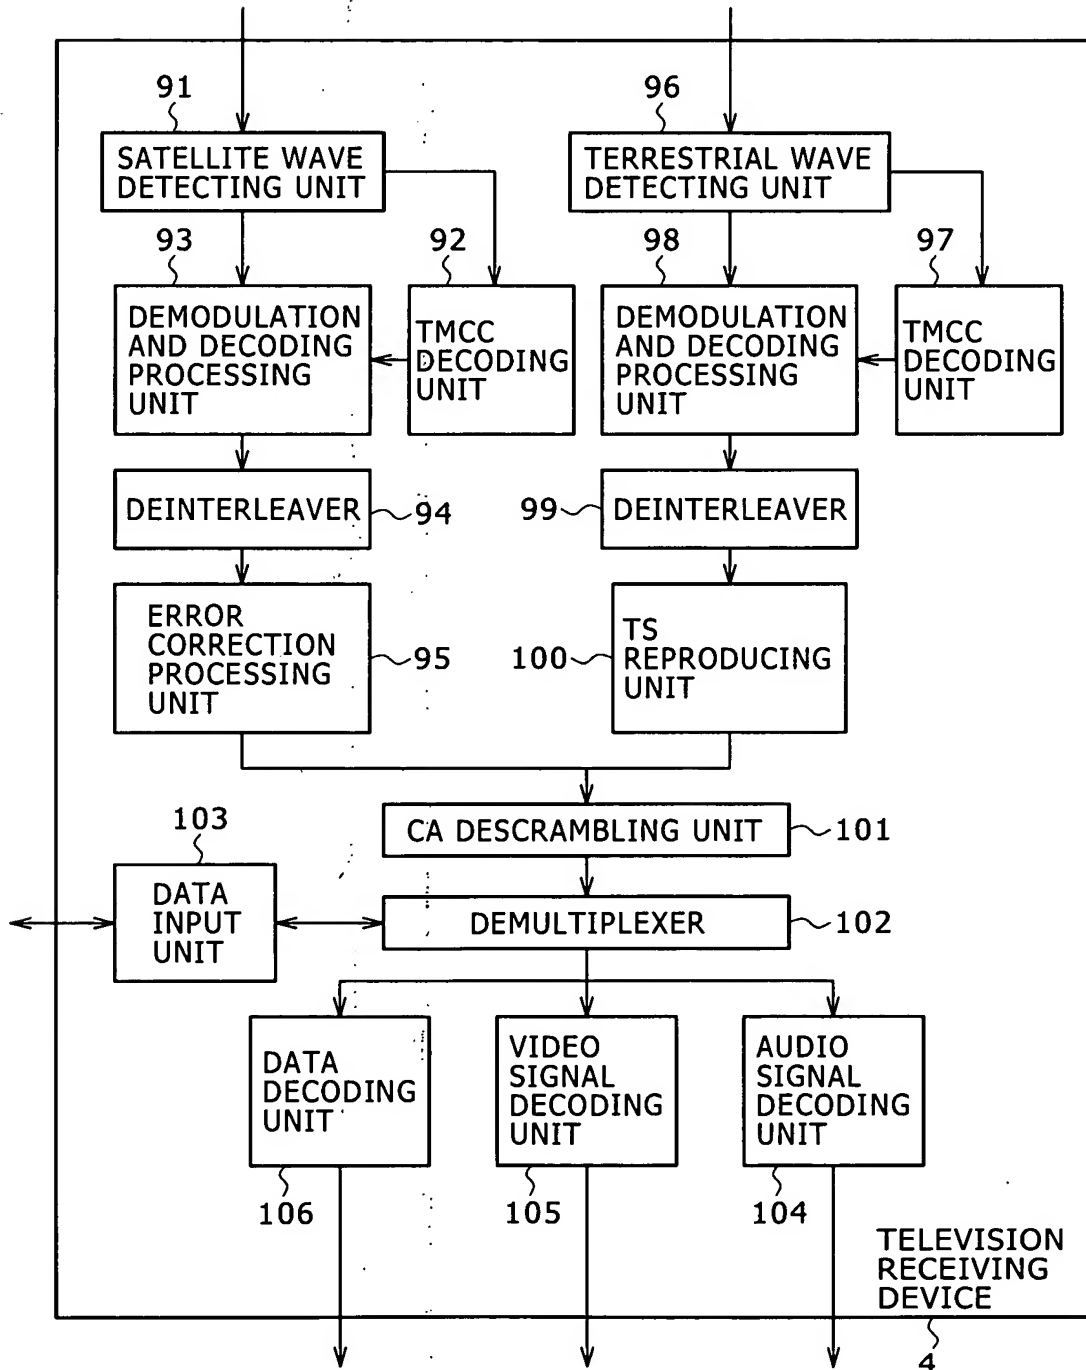 91
96
SATELLITE WAVE
DETECTING UNIT
TERRESTRIAL WAVE
DETECTING UNIT
93
92
98
97
DEMODULATION
AND DECODING
PROCESSING
UNIT
TMCC
DECODING
UNIT
DEMODULATION
AND DECODING
PROCESSING
UNIT
TMCC
DECODING
UNIT
DEINTERLEAVER
94
99
DEINTERLEAVER
ERROR
CORRECTION
PROCESSING
UNIT
95
100
TS
REPRODUCING
UNIT
103
CA DESCRAMBLING UNIT
101
DATA
INPUT
UNIT
DEMULTIPLEXER
102
DATA
DECODING
UNIT
VIDEO
SIGNAL
DECODING
UNIT
AUDIO
SIGNAL
DECODING
UNIT
106
105
104
TELEVISION
RECEIVING
DEVICE
4